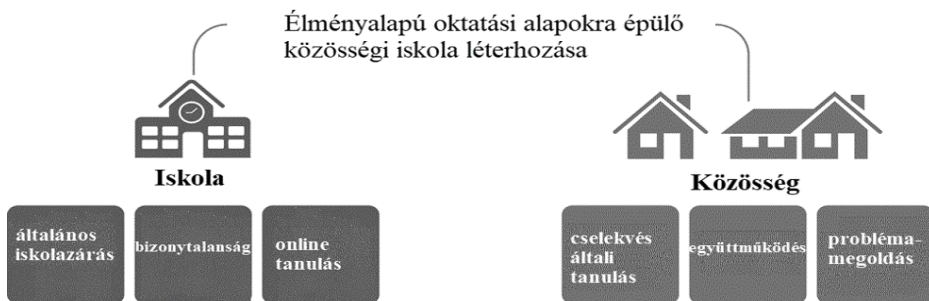 Élményalapú oktatási alapokra épülő
közösségi iskola léterhozása
Iskola
Közösség
általános
iskolazárás
bizonytalanság
online
tanulás
cselekvés
általi
tanulás
együttműködés
probléma-
megoldás